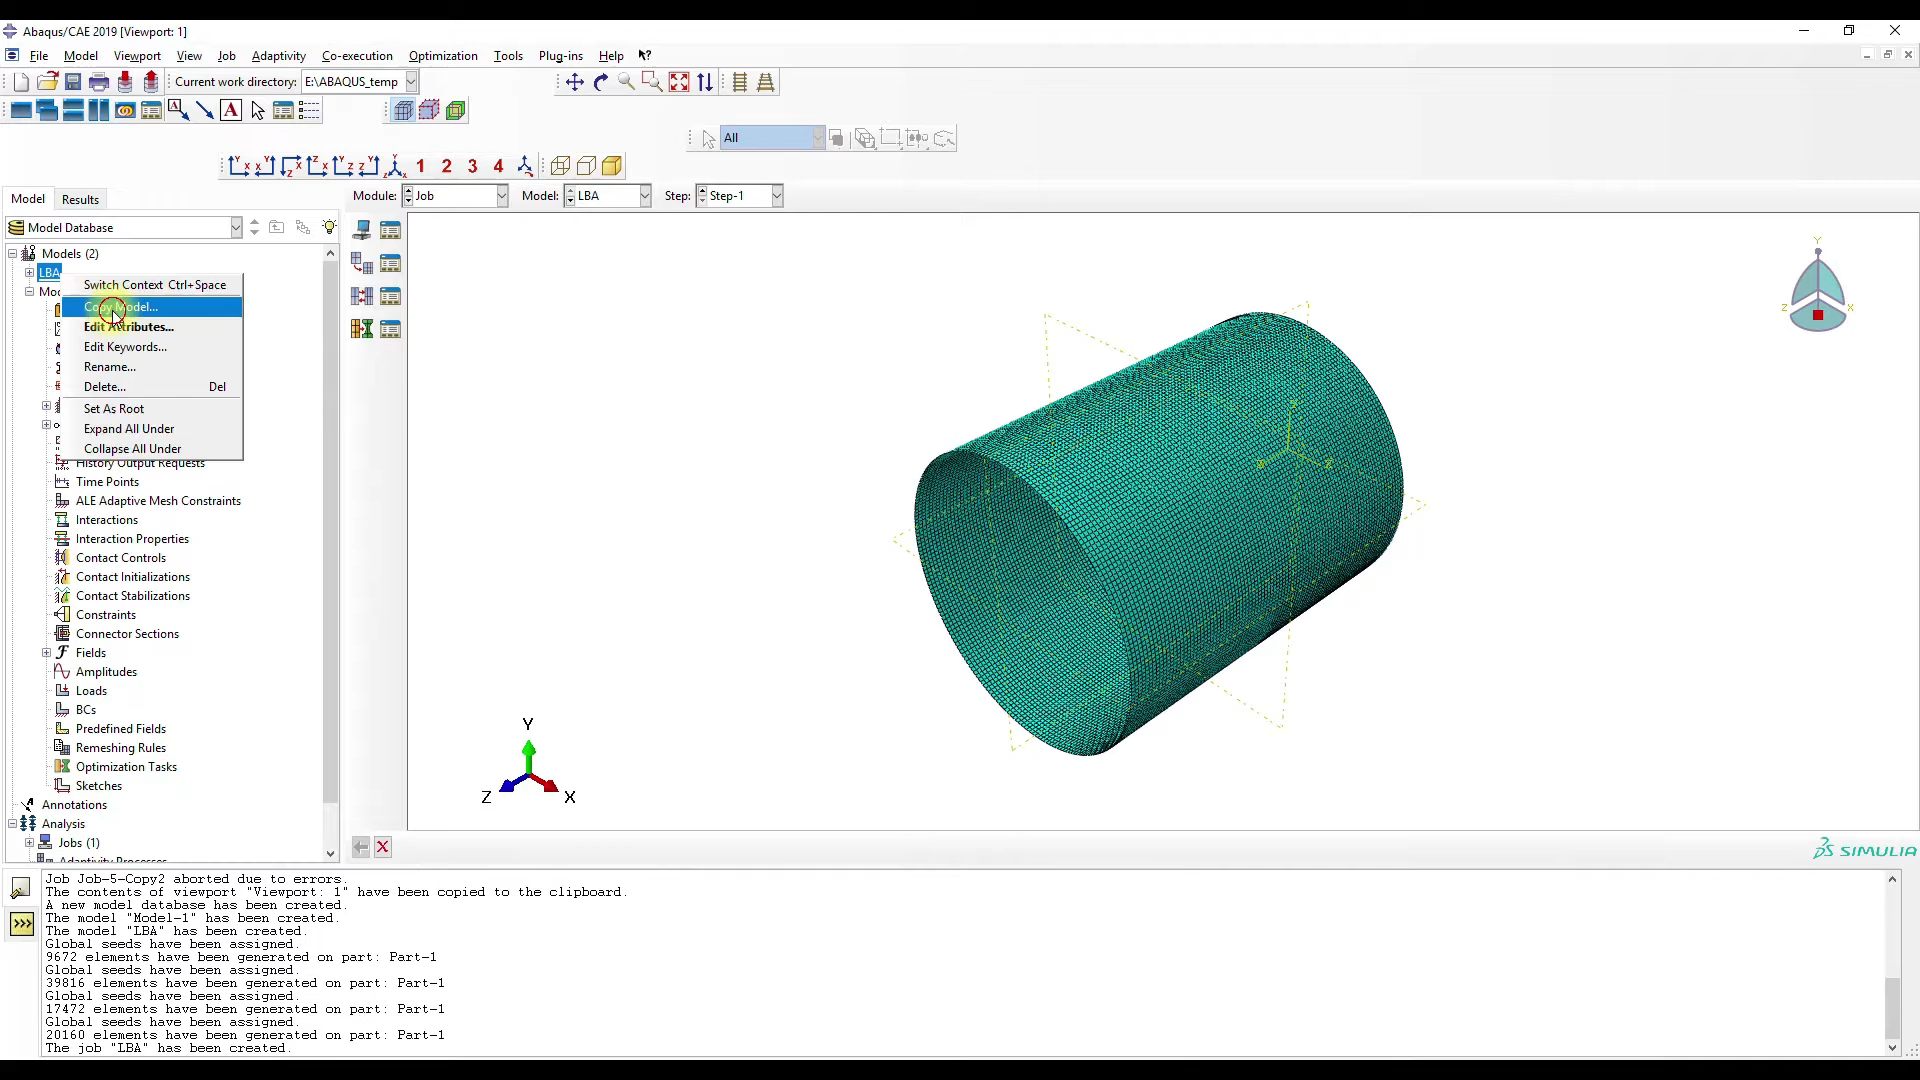 Abaqus/CAE 2019 [Viewport: 1]
File Model Viewport View Job Adaptivity Co-execution Optimization Tools Plug-ins Help
Current work directory: E:\ABAQUS_temp
A
All
1 2 3 4
Model Results
Module: Job Model: LBA Step: Step-1
Model Database
Models (2)
LBA
Switch Context Ctrl+Space
Copy Model...
Edit Attributes...
Edit Keywords...
Rename...
Delete... Del
Set As Root
Expand All Under
Collapse All Under
History Output Requests
Time Points
ALE Adaptive Mesh Constraints
Interactions
Interaction Properties
Contact Controls
Contact Initializations
Contact Stabilizations
Constraints
Connector Sections
Fields
Amplitudes
Loads
BCs
Predefined Fields
Remeshing Rules
Optimization Tasks
Sketches
Annotations
Analysis
Jobs (1)
Adaptivity Processes
Y
Z X
Y
Z X
SIMULIA
Job Job-5-Copy2 aborted due to errors.
The contents of viewport "Viewport: 1" have been copied to the clipboard.
A new model database has been created.
The model "Model-1" has been created.
The model "LBA" has been created.
Global seeds have been assigned.
9672 elements have been generated on part: Part-1
Global seeds have been assigned.
39816 elements have been generated on part: Part-1
Global seeds have been assigned.
17472 elements have been generated on part: Part-1
Global seeds have been assigned.
20160 elements have been generated on part: Part-1
The job "LBA" has been created.